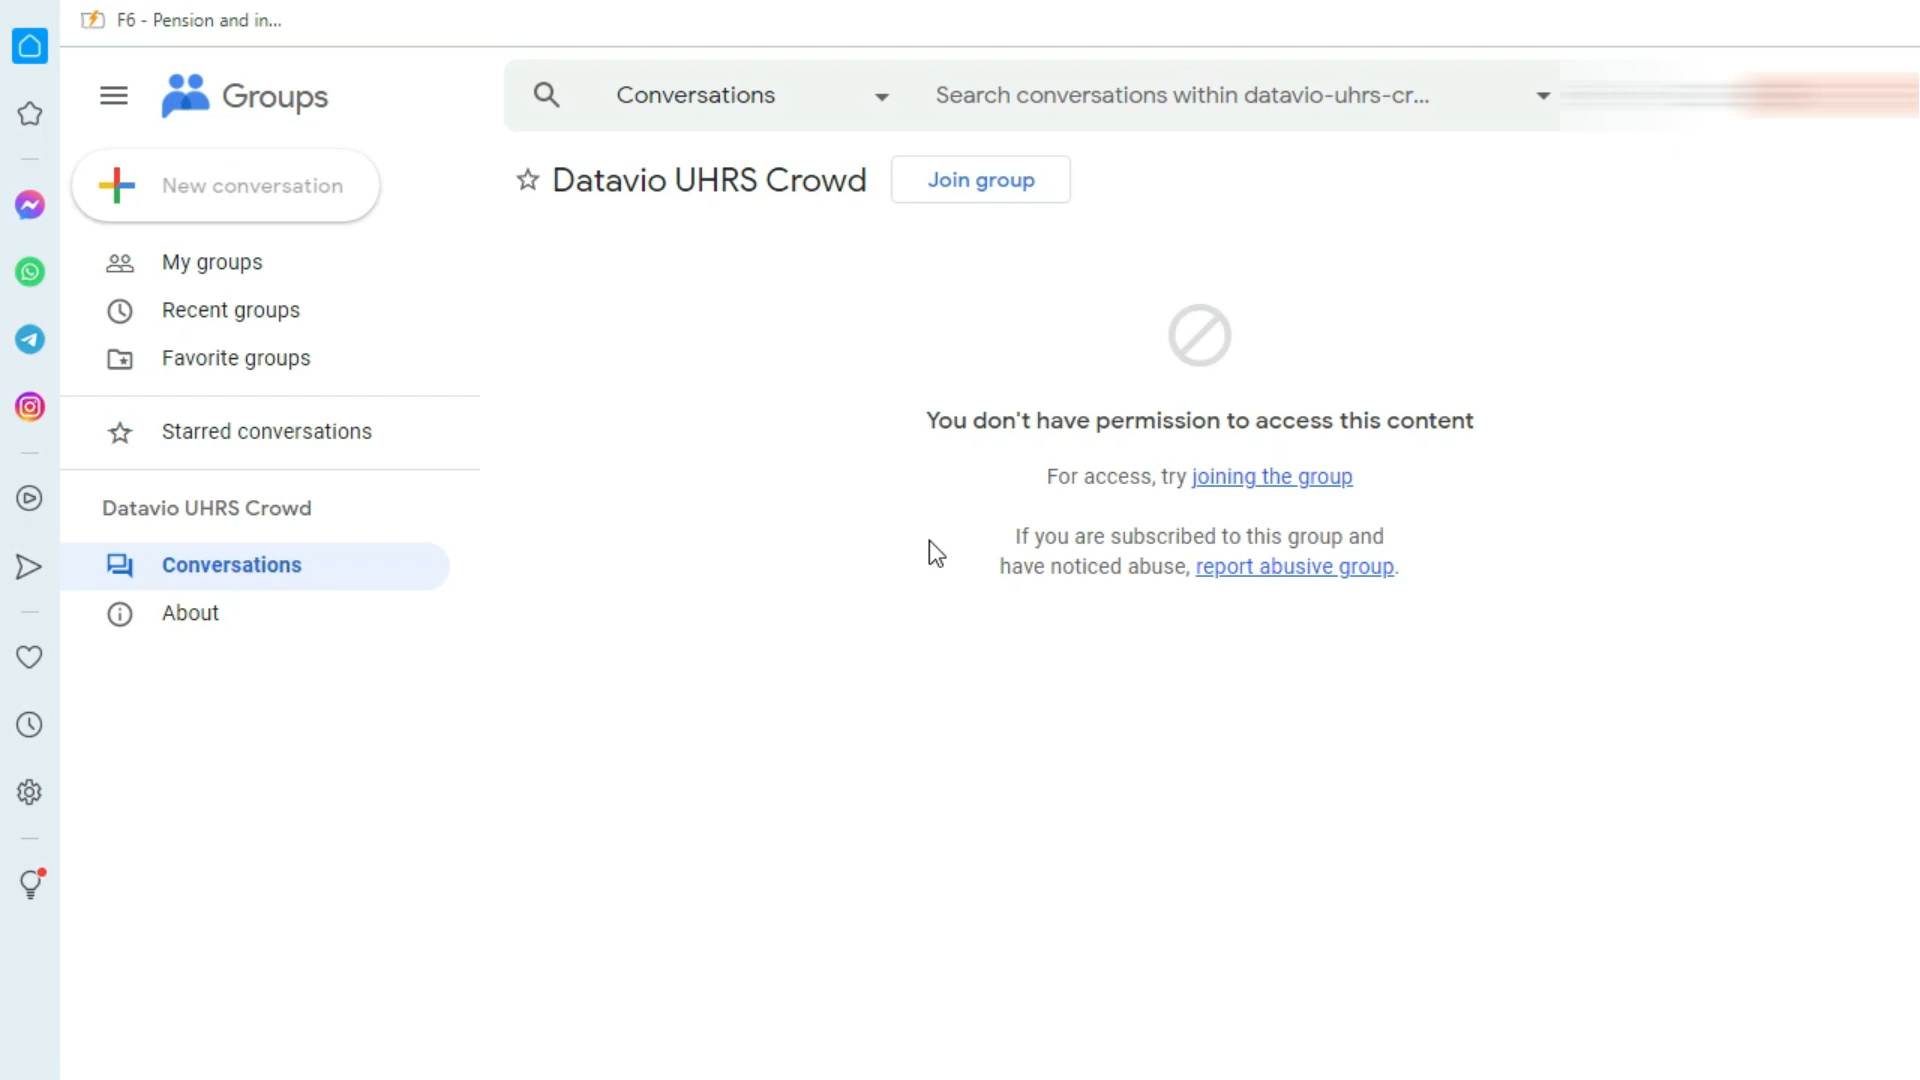 F6 - Pension and in...
Groups
Conversations
Search conversations within datavio-uhrs-cr...
New conversation
Datavio UHRS Crowd
Join group
My groups
Recent groups
Favorite groups
Starred conversations
Datavio UHRS Crowd
Conversations
About
You don't have permission to access this content
For access, try joining the group
If you are subscribed to this group and
have noticed abuse, report abusive group.